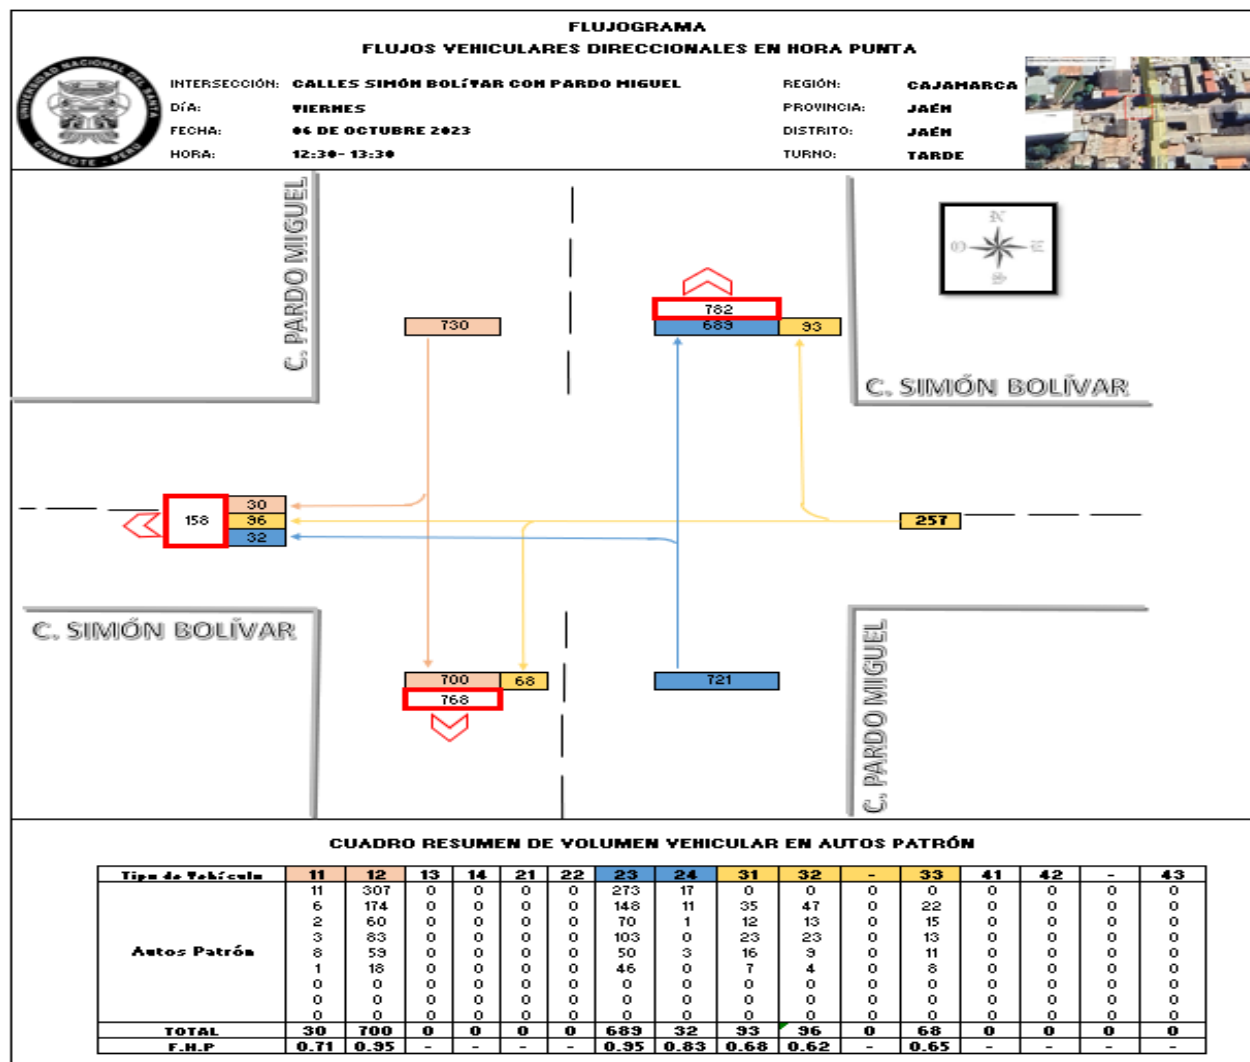 FLUJOGRAMA
FLUJOS VEHICULARES DIRECCIONALES EN HORA PUNTA
UNIVERSIDAD NACIONAL DEL SANTA
CHIMBOTE - PERÚ
INTERSECCIÓN: CALLES SIMÓN BOLÍVAR CON PARDO MIGUEL REGIÓN: CAJAMARCA
DÍA: VIERNES PROVINCIA: JAÉN
FECHA: 06 DE OCTUBRE 2023 DISTRITO: JAÉN
HORA: 12:30- 13:30 TURNO: TARDE
C. PARDO MIGUEL
N
O E
S
782
730 689 93
C. SIMÓN BOLÍVAR
30
158 96 257
32
C. SIMÓN BOLÍVAR
C. PARDO MIGUEL
700 68 721
768
CUADRO RESUMEN DE VOLUMEN VEHICULAR EN AUTOS PATRÓN
Tipo de Vehículo 11 12 13 14 21 22 23 24 31 32 - 33 41 42 - 43
Autos Patrón
11 307 0 0 0 0 273 17 0 0 0 0 0 0 0 0
6 174 0 0 0 0 148 11 35 47 0 22 0 0 0 0
2 60 0 0 0 0 70 1 12 13 0 15 0 0 0 0
3 83 0 0 0 0 103 0 23 23 0 13 0 0 0 0
8 59 0 0 0 0 50 3 16 9 0 11 0 0 0 0
1 18 0 0 0 0 46 0 7 4 0 8 0 0 0 0
0 0 0 0 0 0 0 0 0 0 0 0 0 0 0 0
0 0 0 0 0 0 0 0 0 0 0 0 0 0 0 0
0 0 0 0 0 0 0 0 0 0 0 0 0 0 0 0
TOTAL 30 700 0 0 0 0 689 32 93 96 0 68 0 0 0 0
F.H.P 0.71 0.95 - - - - 0.95 0.83 0.68 0.62 - 0.65 - - - -